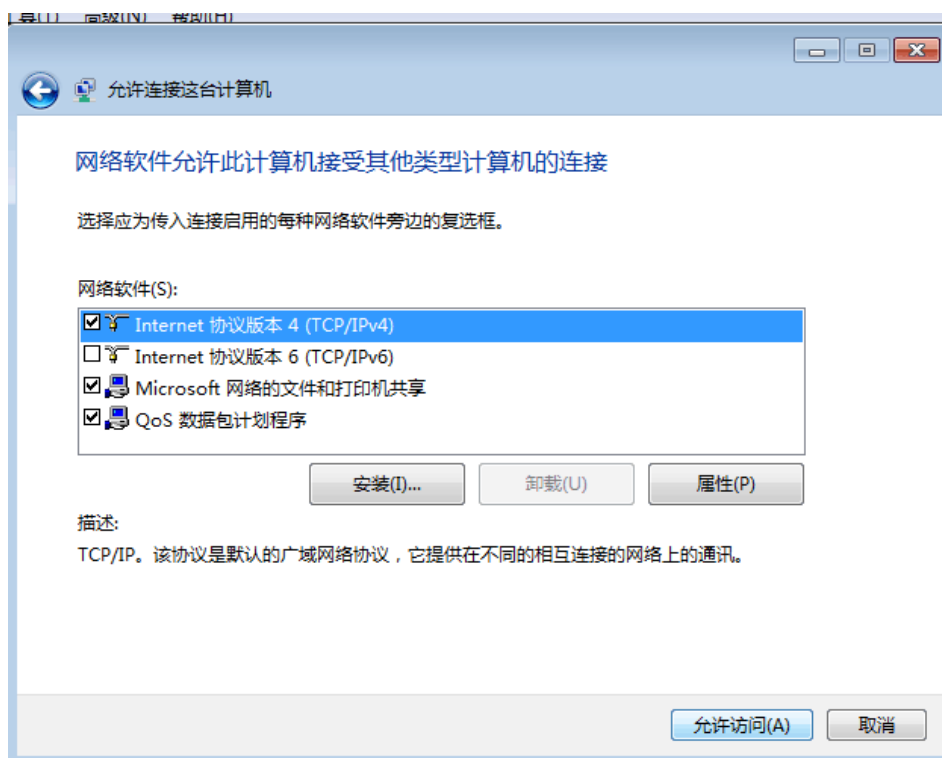 具(T) 高级(N) 帮助(H)
允许连接这台计算机
网络软件允许此计算机接受其他类型计算机的连接
选择应为传入连接启用的每种网络软件旁边的复选框。
网络软件(S):
Internet 协议版本 4 (TCP/IPv4)
Internet 协议版本 6 (TCP/IPv6)
Microsoft 网络的文件和打印机共享
QoS 数据包计划程序
安装(I)... 卸载(U) 属性(P)
描述:
TCP/IP。该协议是默认的广域网络协议，它提供在不同的相互连接的网络上的通讯。
允许访问(A) 取消